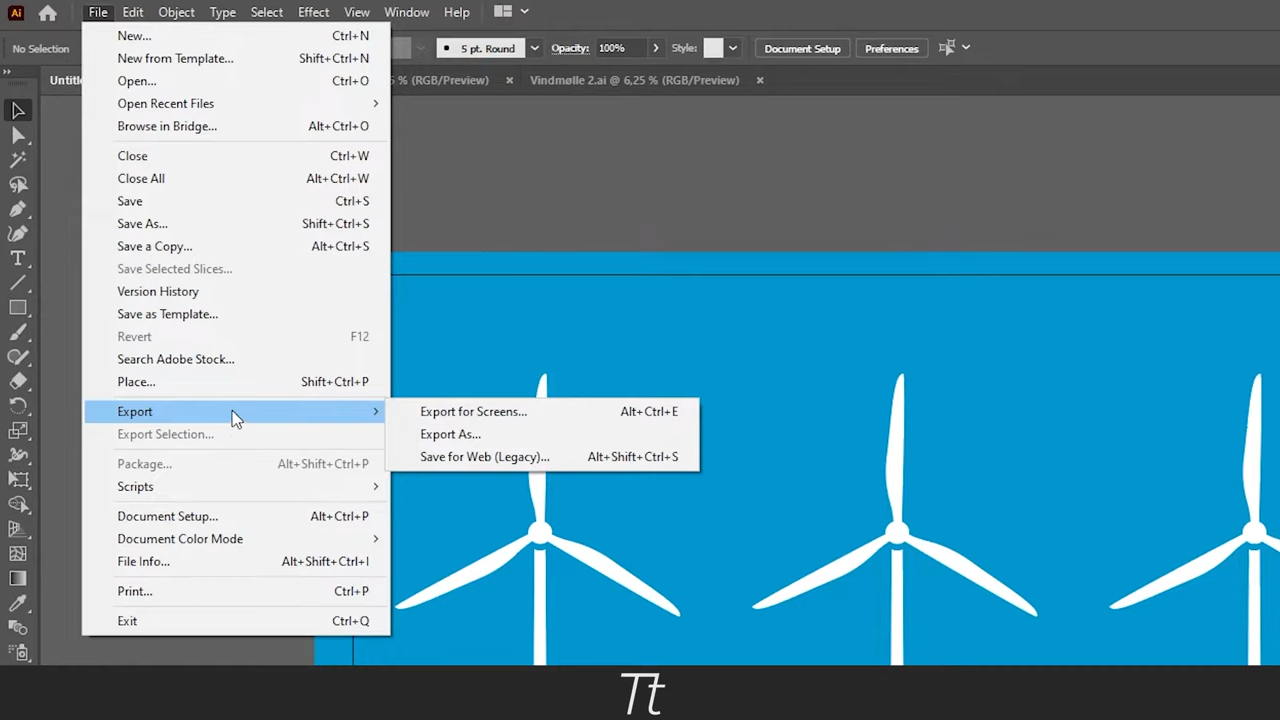 Ai File Edit Object Type Select Effect View Window Help
No Selection 5 pt. Round Opacity: 100% Style: Document Setup Preferences
Untitle 5 % (RGB/Preview) × Vindmølle 2.ai @ 6,25 % (RGB/Preview) ×
New... Ctrl+N
New from Template... Shift+Ctrl+N
Open... Ctrl+O
Open Recent Files
Browse in Bridge... Alt+Ctrl+O
Close Ctrl+W
Close All Alt+Ctrl+W
Save Ctrl+S
Save As... Shift+Ctrl+S
Save a Copy... Alt+Ctrl+S
Save Selected Slices...
Version History
Save as Template...
Revert F12
Search Adobe Stock...
Place... Shift+Ctrl+P
Export
Export Selection...
Package... Alt+Shift+Ctrl+P
Scripts
Document Setup... Alt+Ctrl+P
Document Color Mode
File Info... Alt+Shift+Ctrl+I
Print... Ctrl+P
Exit Ctrl+Q
Export for Screens... Alt+Ctrl+E
Export As...
Save for Web (Legacy)... Alt+Shift+Ctrl+S
Tt